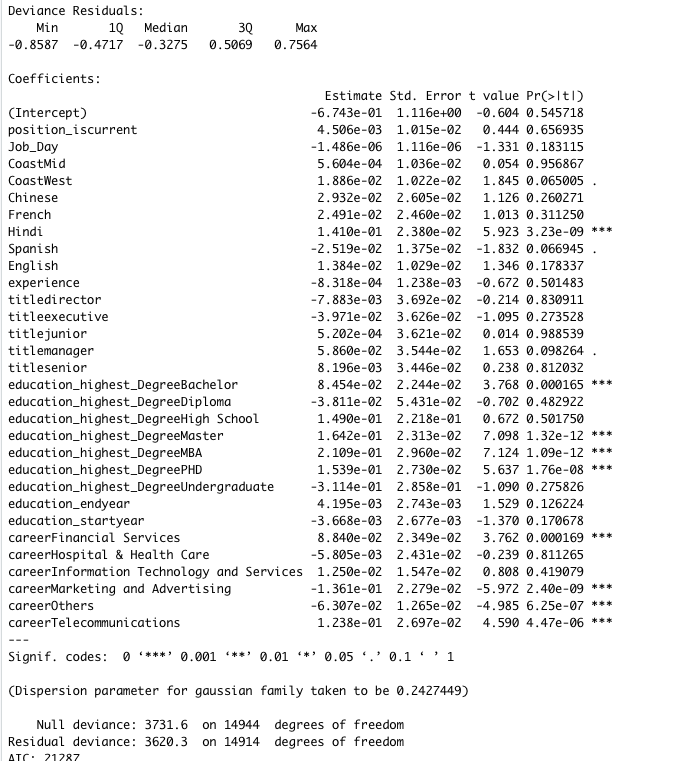 Deviance Residuals:
    Min      1Q  Median      3Q     Max
-0.8587 -0.4717 -0.3275  0.5069  0.7564
Coefficients:
Estimate Std. Error t value Pr(>|t|)
(Intercept) -6.743e-01 1.116e+00 -0.604 0.545718
position_iscurrent 4.506e-03 1.015e-02 0.444 0.656935
Job_Day -1.486e-06 1.116e-06 -1.331 0.183115
CoastMid 5.604e-04 1.036e-02 0.054 0.956867
CoastWest 1.886e-02 1.022e-02 1.845 0.065005 .
Chinese 2.932e-02 2.605e-02 1.126 0.260271
French 2.491e-02 2.460e-02 1.013 0.311250
Hindi 1.410e-01 2.380e-02 5.923 3.23e-09 ***
Spanish -2.519e-02 1.375e-02 -1.832 0.066945 .
English 1.384e-02 1.029e-02 1.346 0.178337
experience -8.318e-04 1.238e-03 -0.672 0.501483
titledirector -7.883e-03 3.692e-02 -0.214 0.830911
titleexecutive -3.971e-02 3.626e-02 -1.095 0.273528
titlejunior 5.202e-04 3.621e-02 0.014 0.988539
titlemanager 5.860e-02 3.544e-02 1.653 0.098264 .
titlesenior 8.196e-03 3.446e-02 0.238 0.812032
education_highest_DegreeBachelor 8.454e-02 2.244e-02 3.768 0.000165 ***
education_highest_DegreeDiploma -3.811e-02 5.431e-02 -0.702 0.482922
education_highest_DegreeHigh School 1.490e-01 2.218e-01 0.672 0.501750
education_highest_DegreeMaster 1.642e-01 2.313e-02 7.098 1.32e-12 ***
education_highest_DegreeMBA 2.109e-01 2.960e-02 7.124 1.09e-12 ***
education_highest_DegreePHD 1.539e-01 2.730e-02 5.637 1.76e-08 ***
education_highest_DegreeUndergraduate -3.114e-01 2.858e-01 -1.090 0.275826
education_endyear 4.195e-03 2.743e-03 1.529 0.126224
education_startyear -3.668e-03 2.677e-03 -1.370 0.170678
careerFinancial Services 8.840e-02 2.349e-02 3.762 0.000169 ***
careerHospital & Health Care -5.805e-03 2.431e-02 -0.239 0.811265
careerInformation Technology and Services 1.250e-02 1.547e-02 0.808 0.419079
careerMarketing and Advertising -1.361e-01 2.279e-02 -5.972 2.40e-09 ***
careerOthers -6.307e-02 1.265e-02 -4.985 6.25e-07 ***
careerTelecommunications 1.238e-01 2.697e-02 4.590 4.47e-06 ***
---
Signif. codes:  0 ‘***’ 0.001 ‘**’ 0.01 ‘*’ 0.05 ‘.’ 0.1 ‘ ’ 1
(Dispersion parameter for gaussian family taken to be 0.2427449)
Null deviance: 3731.6  on 14944  degrees of freedom
Residual deviance: 3620.3  on 14914  degrees of freedom
AIC: 21287